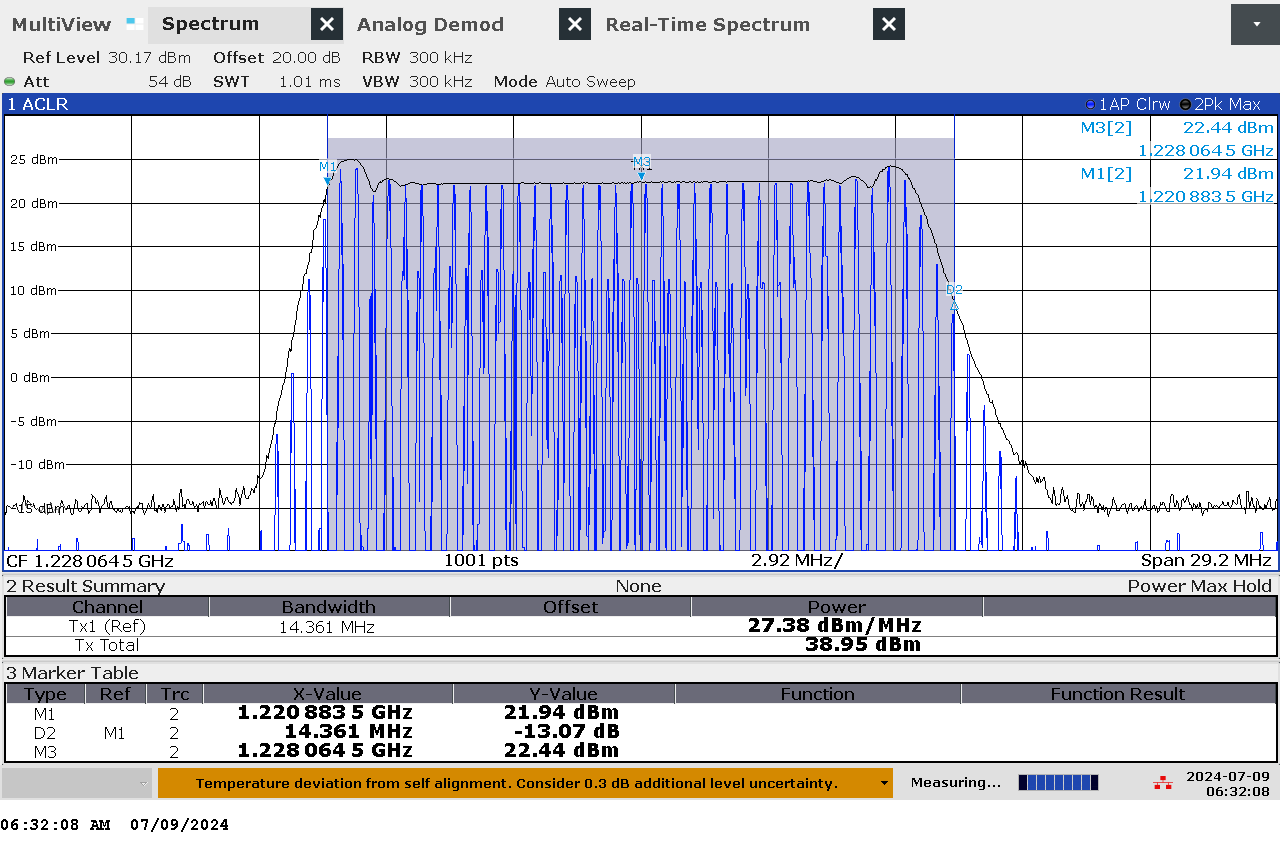 MultiView Spectrum Analog Demod Real-Time Spectrum
Ref Level 30.17 dBm Offset 20.00 dB RBW 300 kHz
Att 54 dB SWT 1.01 ms VBW 300 kHz Mode Auto Sweep
1 ACLR 1AP Clrw 2Pk Max
M3[2] 22.44 dBm
1.228 064 5 GHz
M1[2] 21.94 dBm
1.220 883 5 GHz
M1
M3
D2
25 dBm
20 dBm
15 dBm
10 dBm
5 dBm
0 dBm
-5 dBm
-10 dBm
-15 dBm
CF 1.228 064 5 GHz 1001 pts 2.92 MHz/ Span 29.2 MHz
2 Result Summary None Power Max Hold
Channel Bandwidth Offset Power
Tx1 (Ref) 14.361 MHz 27.38 dBm/MHz
Tx Total 38.95 dBm
3 Marker Table
Type Ref Trc X-Value Y-Value Function Function Result
M1 2 1.220 883 5 GHz 21.94 dBm
D2 M1 2 14.361 MHz -13.07 dB
M3 2 1.228 064 5 GHz 22.44 dBm
Temperature deviation from self alignment. Consider 0.3 dB additional level uncertainty. Measuring... 2024-07-09
06:32:08
06:32:08 AM 07/09/2024